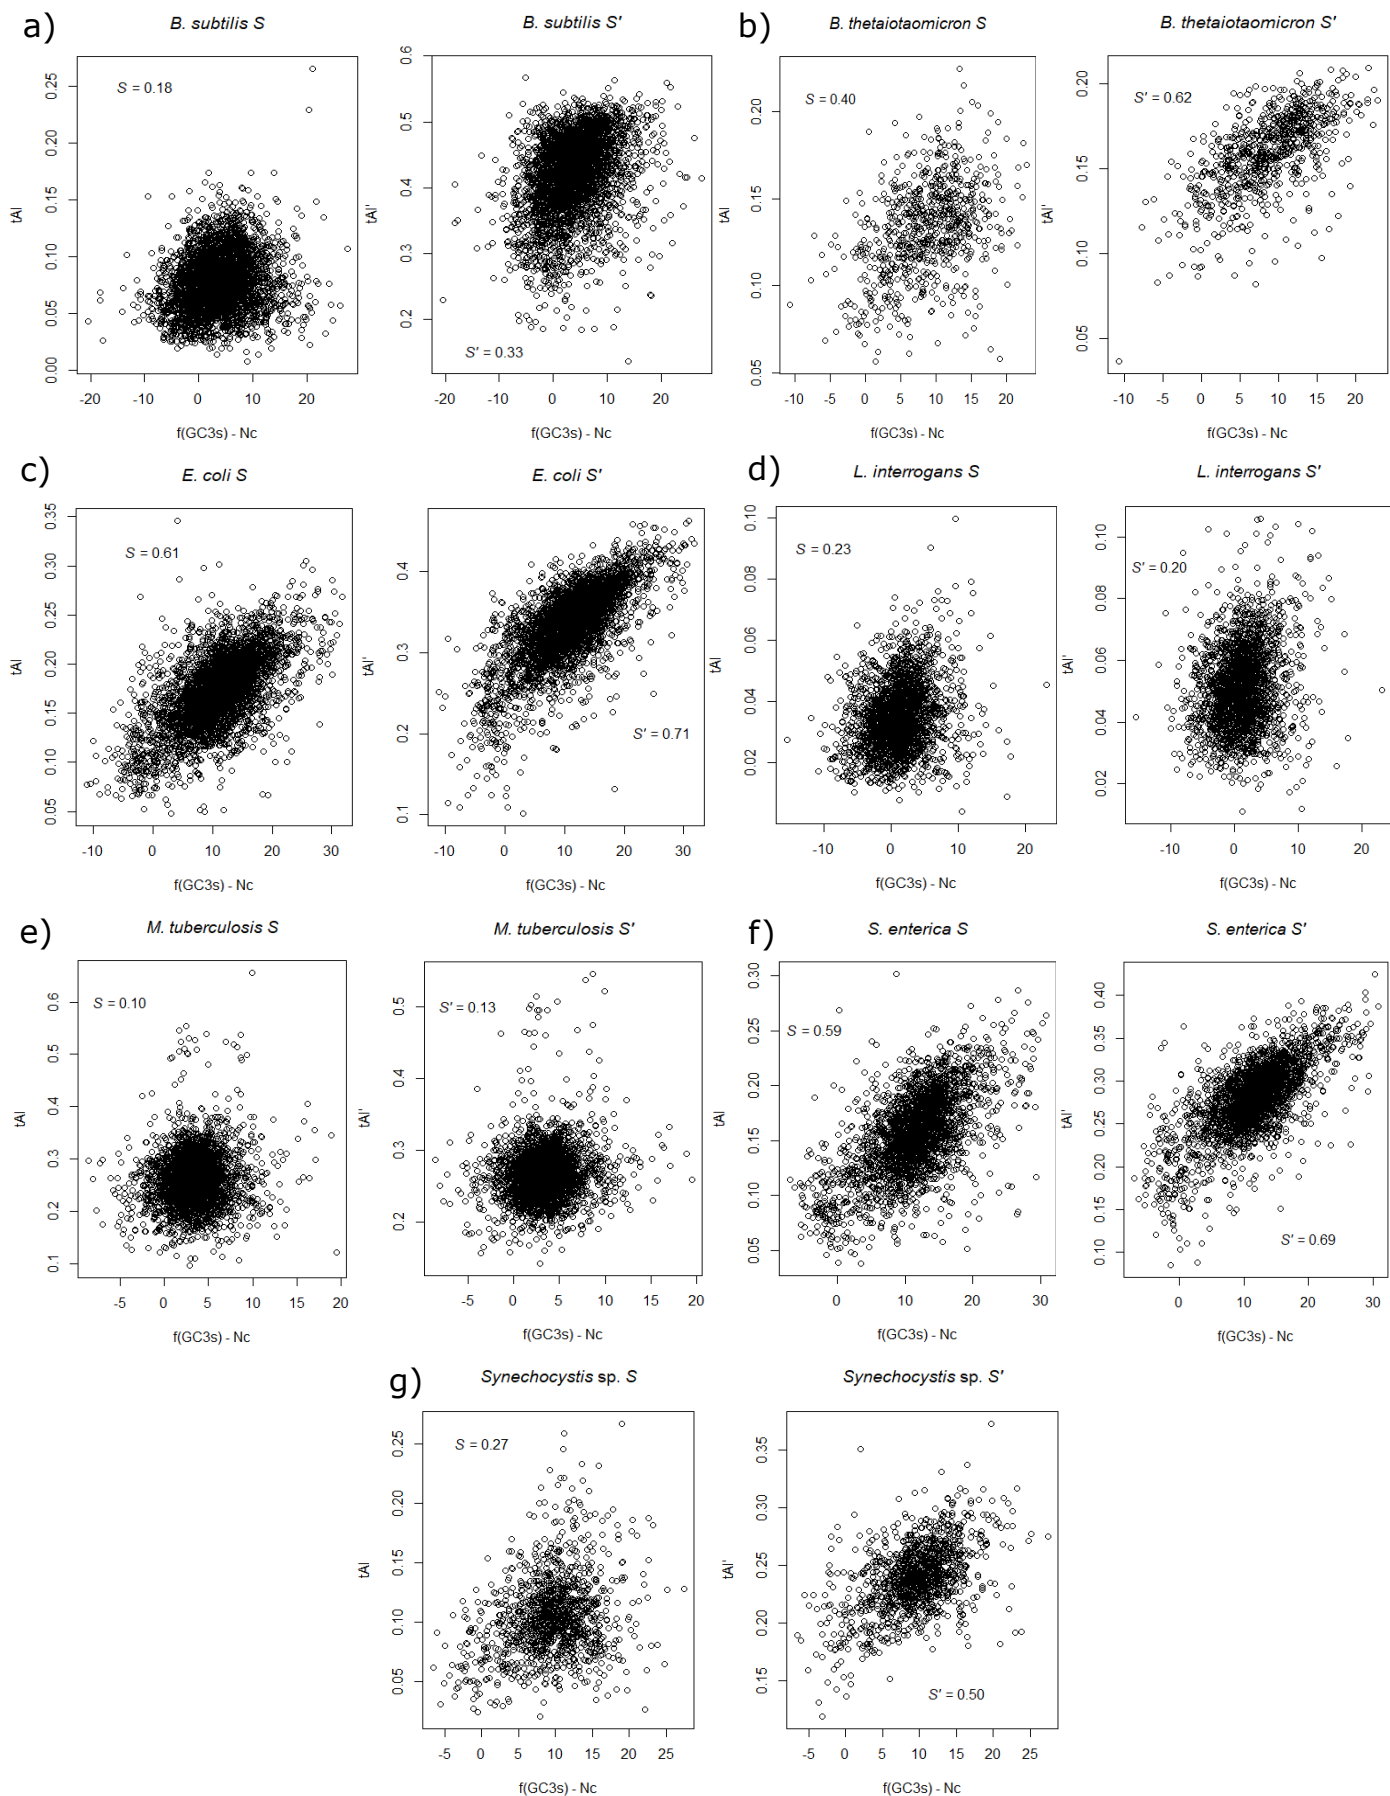 a)
B. subtilis S
B. subtilis S'
b)
B. thetaiotaomicron S
B. thetaiotaomicron S'
S = 0.18
S' = 0.33
S = 0.40
S' = 0.62
tAI
0.00 0.05 0.10 0.15 0.20 0.25
-20 -10 0 10 20
f(GC3s) - Nc
tAI'
0.2 0.3 0.4 0.5 0.6
-20 -10 0 10 20
f(GC3s) - Nc
tAI
0.05 0.10 0.15 0.20
-10 -5 0 5 10 15 20
f(GC3s) - Nc
tAI'
0.05 0.10 0.15 0.20
-10 -5 0 5 10 15 20
f(GC3s) - Nc
c)
E. coli S
E. coli S'
d)
L. interrogans S
L. interrogans S'
S = 0.61
S' = 0.71
S = 0.23
S' = 0.20
tAI
0.05 0.10 0.15 0.20 0.25 0.30 0.35
-10 0 10 20 30
f(GC3s) - Nc
tAI'
0.1 0.2 0.3 0.4
-10 0 10 20 30
f(GC3s) - Nc
tAI
0.02 0.04 0.06 0.08 0.10
-10 0 10 20
f(GC3s) - Nc
tAI'
0.02 0.04 0.06 0.08 0.10
-10 0 10 20
f(GC3s) - Nc
e)
M. tuberculosis S
M. tuberculosis S'
f)
S. enterica S
S. enterica S'
S = 0.10
S' = 0.13
S = 0.59
S' = 0.69
tAI
0.1 0.2 0.3 0.4 0.5 0.6
-5 0 5 10 15 20
f(GC3s) - Nc
tAI'
0.2 0.3 0.4 0.5
-5 0 5 10 15 20
f(GC3s) - Nc
tAI
0.05 0.10 0.15 0.20 0.25 0.30
0 10 20 30
f(GC3s) - Nc
tAI'
0.10 0.15 0.20 0.25 0.30 0.35 0.40
0 10 20 30
f(GC3s) - Nc
g)
Synechocystis sp. S
Synechocystis sp. S'
S = 0.27
S' = 0.50
tAI
0.05 0.10 0.15 0.20 0.25
-5 0 5 10 15 20 25
f(GC3s) - Nc
tAI'
0.15 0.20 0.25 0.30 0.35
-5 0 5 10 15 20 25
f(GC3s) - Nc